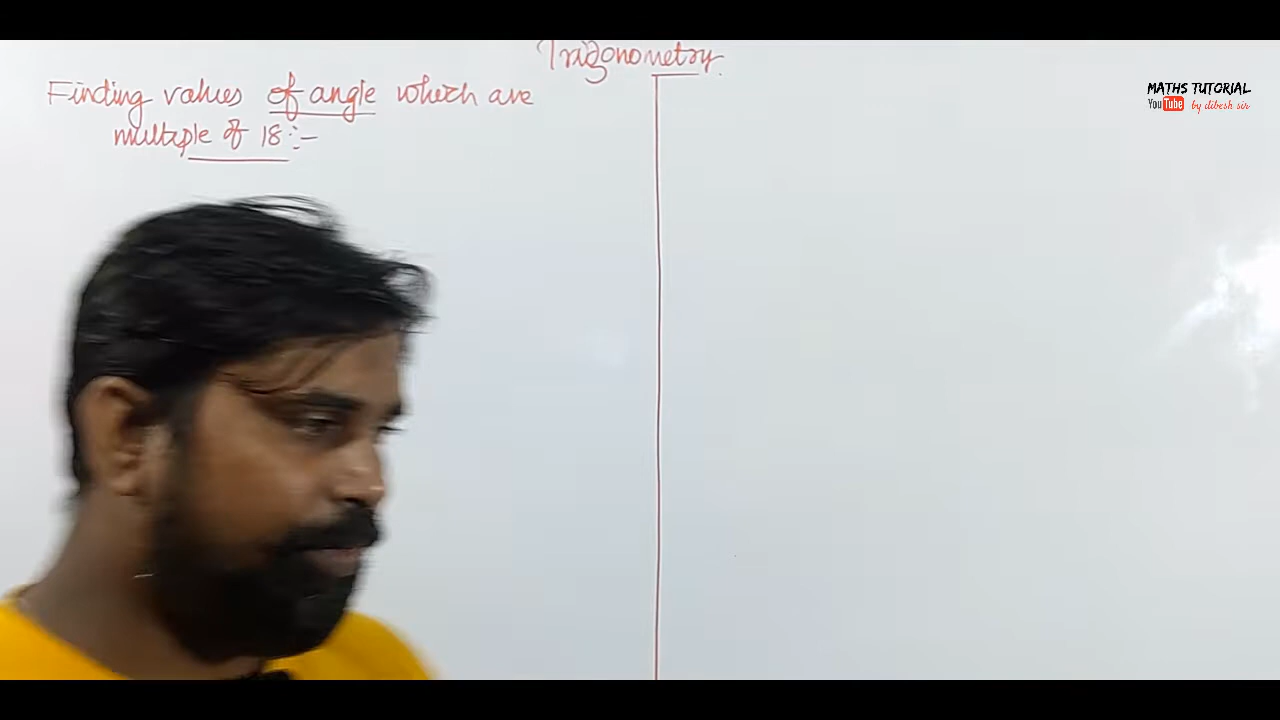 Trigonometry
Finding values of angle which are
multiple of 18:-
MATHS TUTORIAL
YouTube by dibesh sir